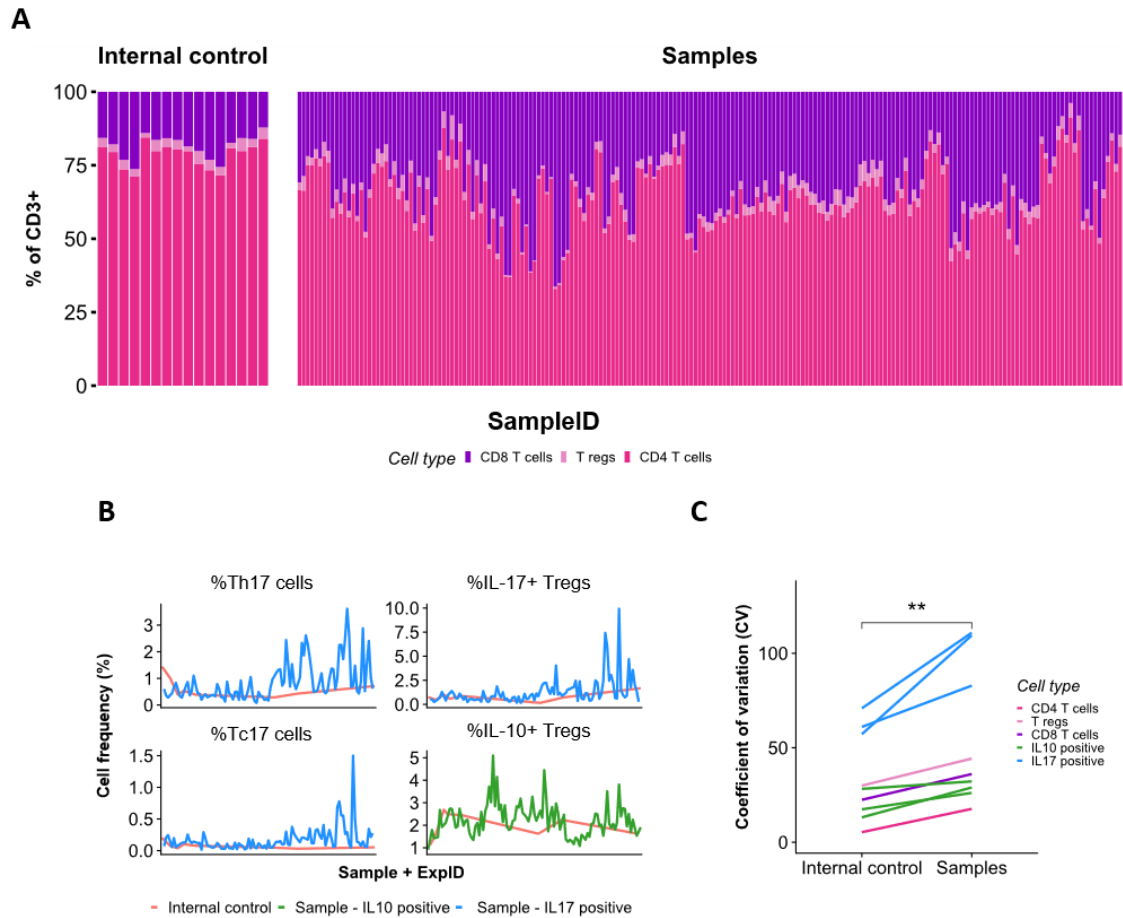 A
Internal control
Samples
% of CD3+
100
75
50
25
0
SampleID
Cell type CD8 T cells T regs CD4 T cells
B
C
%Th17 cells
%IL-17+ Tregs
Cell frequency (%)
3
2
1
0
10.0
7.5
5.0
2.5
0.0
%Tc17 cells
%IL-10+ Tregs
1.5
1.0
0.5
0.0
5
4
3
2
1
Sample + ExpID
Internal control Sample - IL10 positive Sample - IL17 positive
Coefficient of variation (CV)
100
50
0
**
Internal control Samples
Cell type
CD4 T cells
T regs
CD8 T cells
IL10 positive
IL17 positive